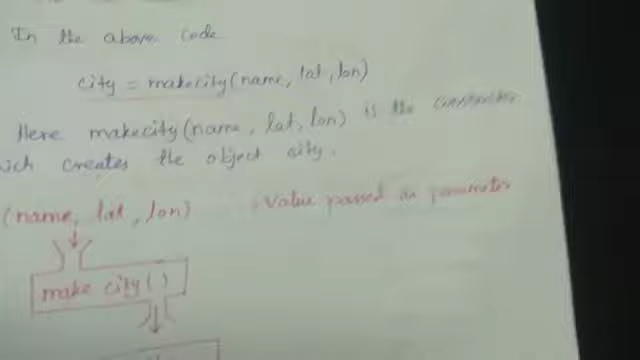 In the above code
city = makecity(name, lat, lon)
Here makecity(name, lat, lon) is the constructor
ich creates the object city.
(name, lat, lon) value passed as parameter
make city()